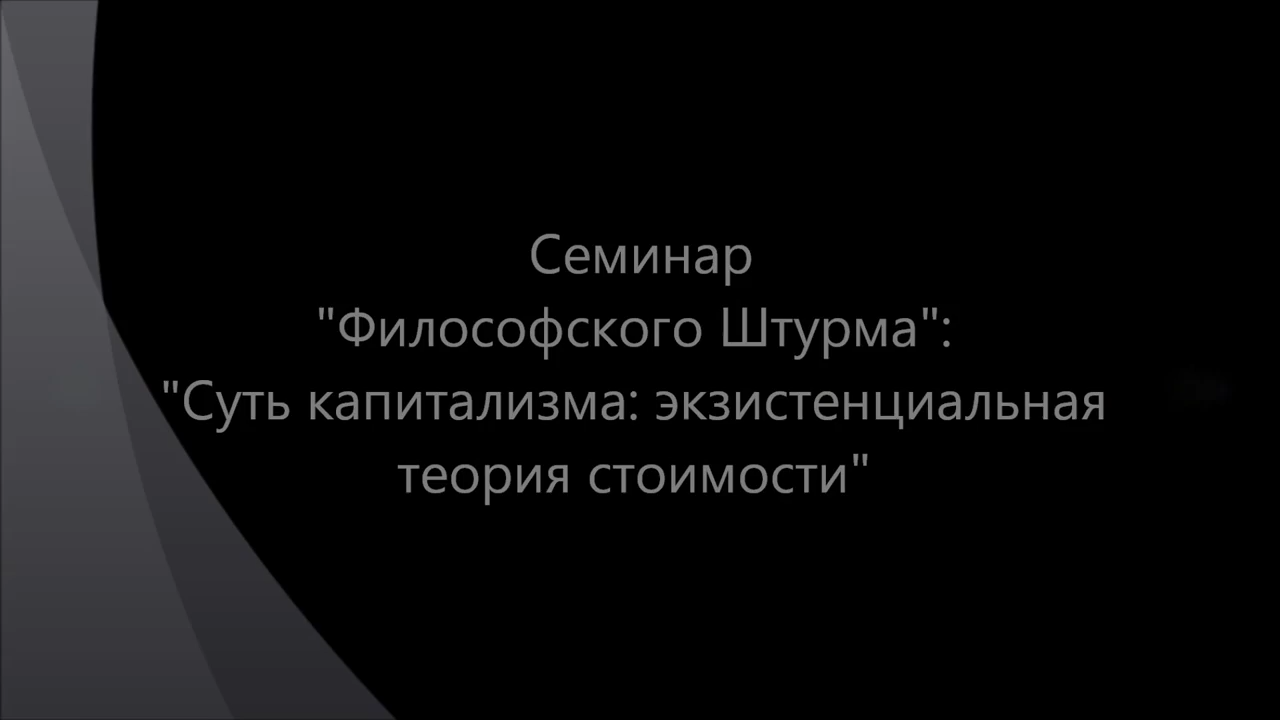 Семинар
"Философского Штурма":
"Суть капитализма: экзистенциальная
теория стоимости"